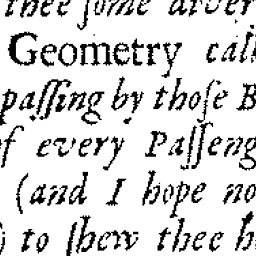 thee ſome diver
Geometry call
paſſing by thoſe B
of every Paſſeng
(and I hope no
) to ſhew thee h